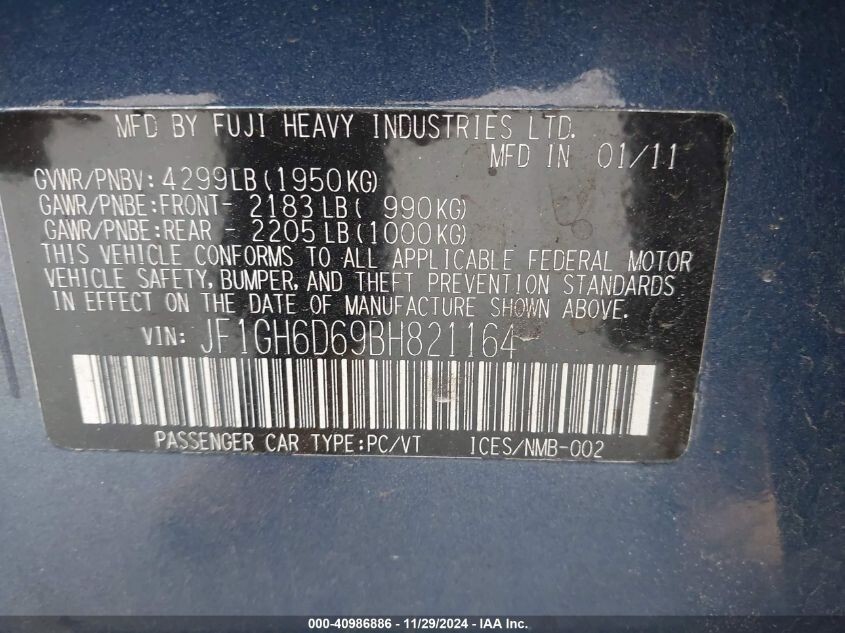 MFD BY FUJI HEAVY INDUSTRIES LTD.
MFD IN 01/11
GVWR/PNBV: 4299LB(1950KG)
GAWR/PNBE:FRONT- 2183LB( 990KG)
GAWR/PNBE:REAR - 2205LB(1000KG)
THIS VEHICLE CONFORMS TO ALL APPLICABLE FEDERAL MOTOR
VEHICLE SAFETY, BUMPER, AND THEFT PREVENTION STANDARDS
IN EFFECT ON THE DATE OF MANUFACTURE SHOWN ABOVE.
VIN: JF1GH6D69BH821164
PASSENGER CAR TYPE:PC/VT ICES/NMB-002
000-40986886 - 11/29/2024 - IAA Inc.